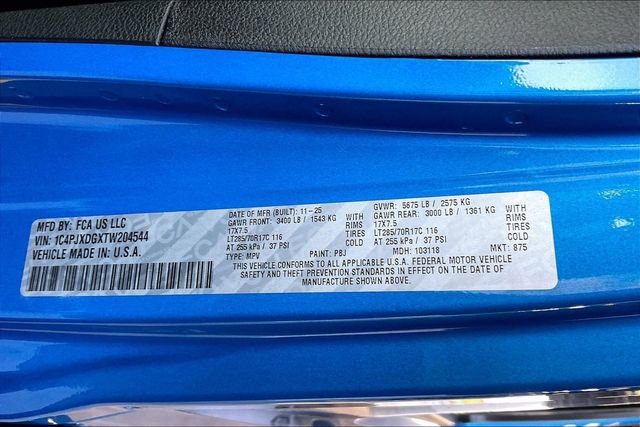 MFD BY: FCA US LLC
VIN: 1C4PJXDGXTW204544
VEHICLE MADE IN: U.S.A.
DATE OF MFR (BUILT): 11-25
GAWR FRONT: 3400 LB / 1543 KG WITH
17X7.5 RIMS
LT285/70R17C 116 TIRES
AT 255 kPa / 37 PSI COLD
TYPE: MPV PAINT: PBJ
GVWR: 5675 LB / 2575 KG
GAWR REAR: 3000 LB / 1361 KG WITH
17X7.5 RIMS
LT285/70R17C 116 TIRES
AT 255 kPa / 37 PSI COLD
MDH: 103118 MKT: 875
THIS VEHICLE CONFORMS TO ALL APPLICABLE U.S.A. FEDERAL MOTOR VEHICLE
SAFETY AND THEFT PREVENTION STANDARDS IN EFFECT ON THE DATE OF
MANUFACTURE SHOWN ABOVE.